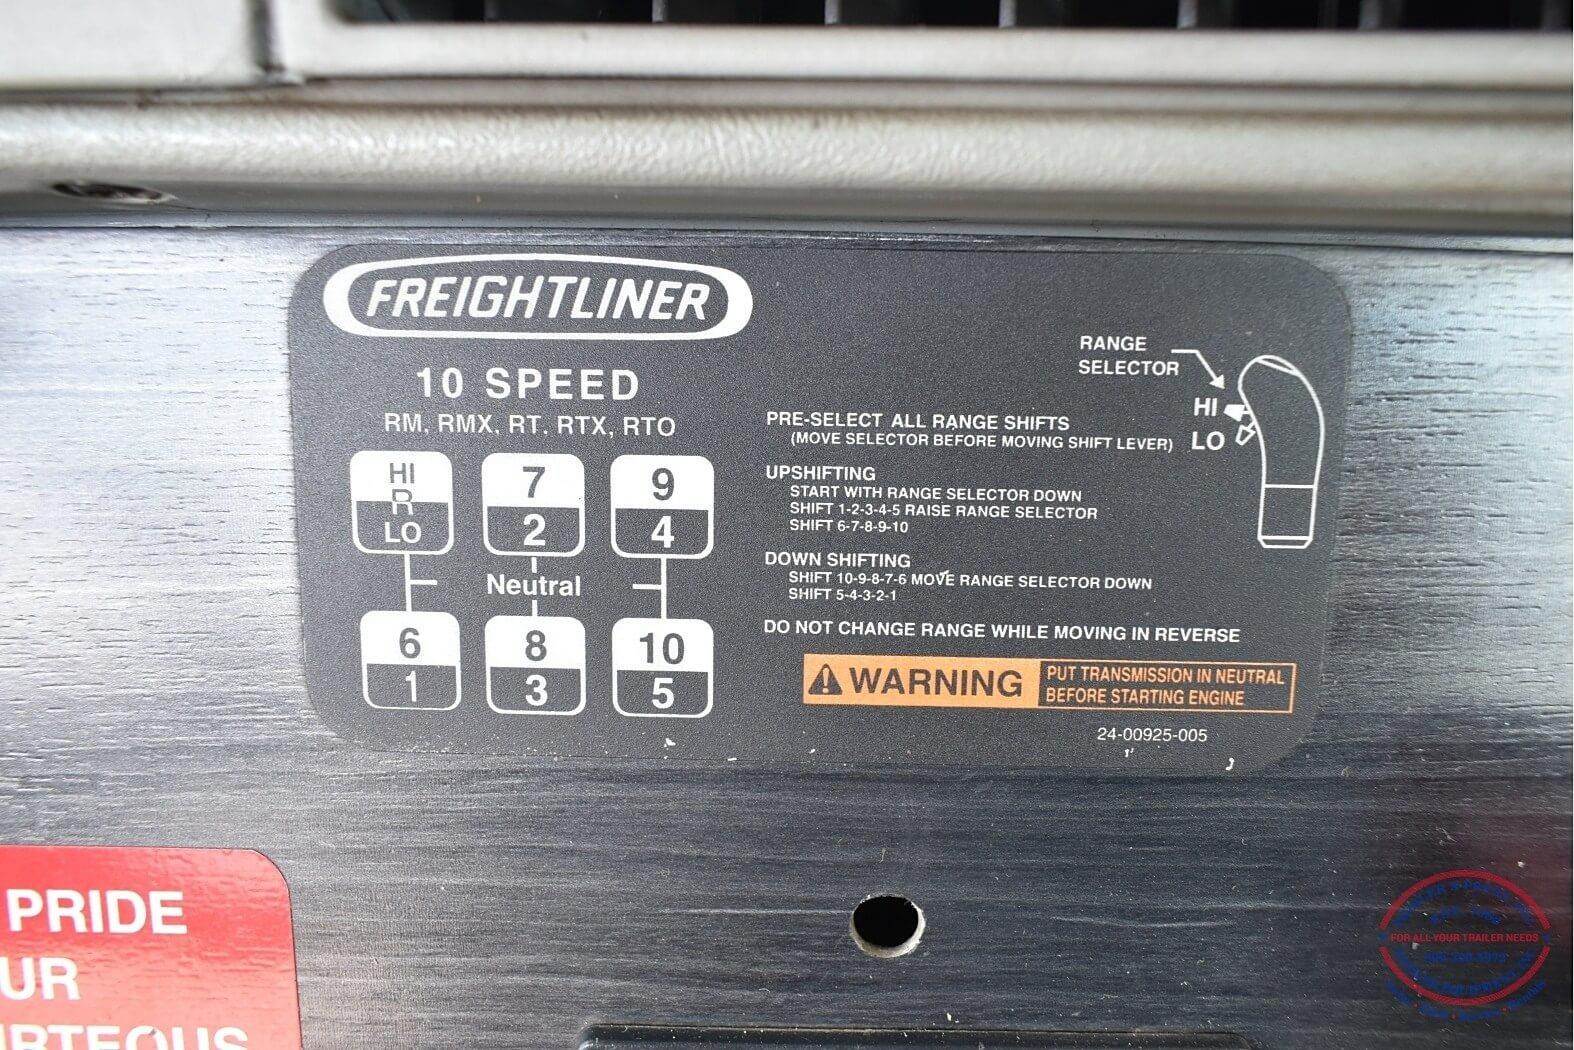 FREIGHTLINER
10 SPEED
RM, RMX, RT, RTX, RTO
HI
R
LO
7
2
9
4
Neutral
6
1
8
3
10
5
RANGE
SELECTOR
HI
LO
PRE-SELECT ALL RANGE SHIFTS
(MOVE SELECTOR BEFORE MOVING SHIFT LEVER)
UPSHIFTING
START WITH RANGE SELECTOR DOWN
SHIFT 1-2-3-4-5 RAISE RANGE SELECTOR
SHIFT 6-7-8-9-10
DOWN SHIFTING
SHIFT 10-9-8-7-6 MOVE RANGE SELECTOR DOWN
SHIFT 5-4-3-2-1
DO NOT CHANGE RANGE WHILE MOVING IN REVERSE
WARNING
PUT TRANSMISSION IN NEUTRAL
BEFORE STARTING ENGINE
24-00925-005
PRIDE
UR
RTEOUS
FOR ALL YOUR TRAILER NEEDS